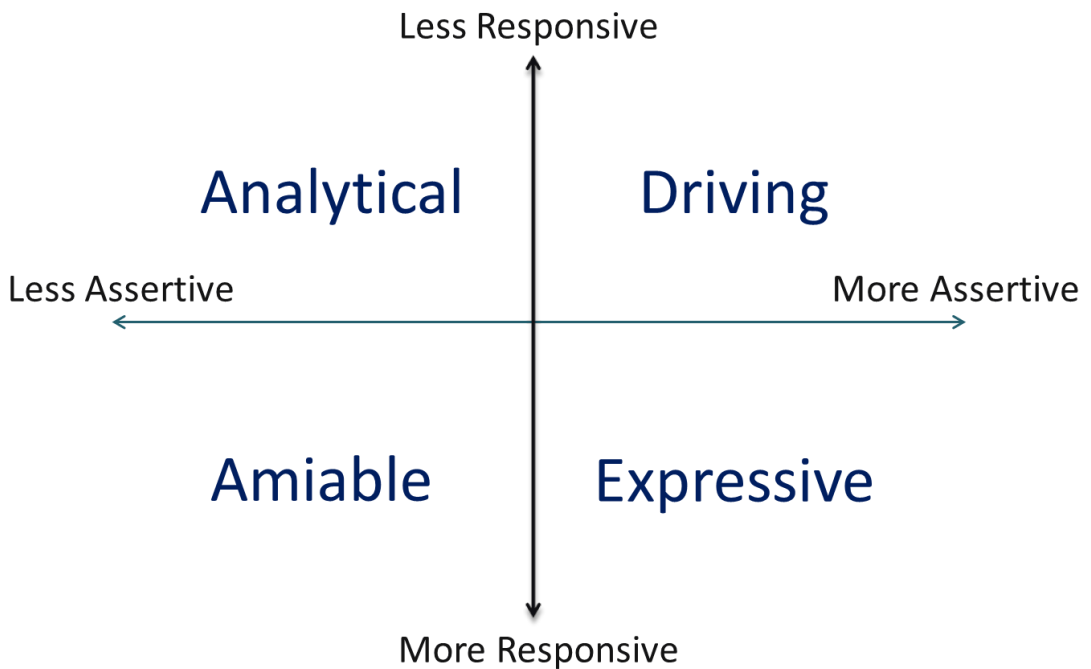 Less Responsive
Analytical
Driving
Less Assertive
More Assertive
Amiable
Expressive
More Responsive